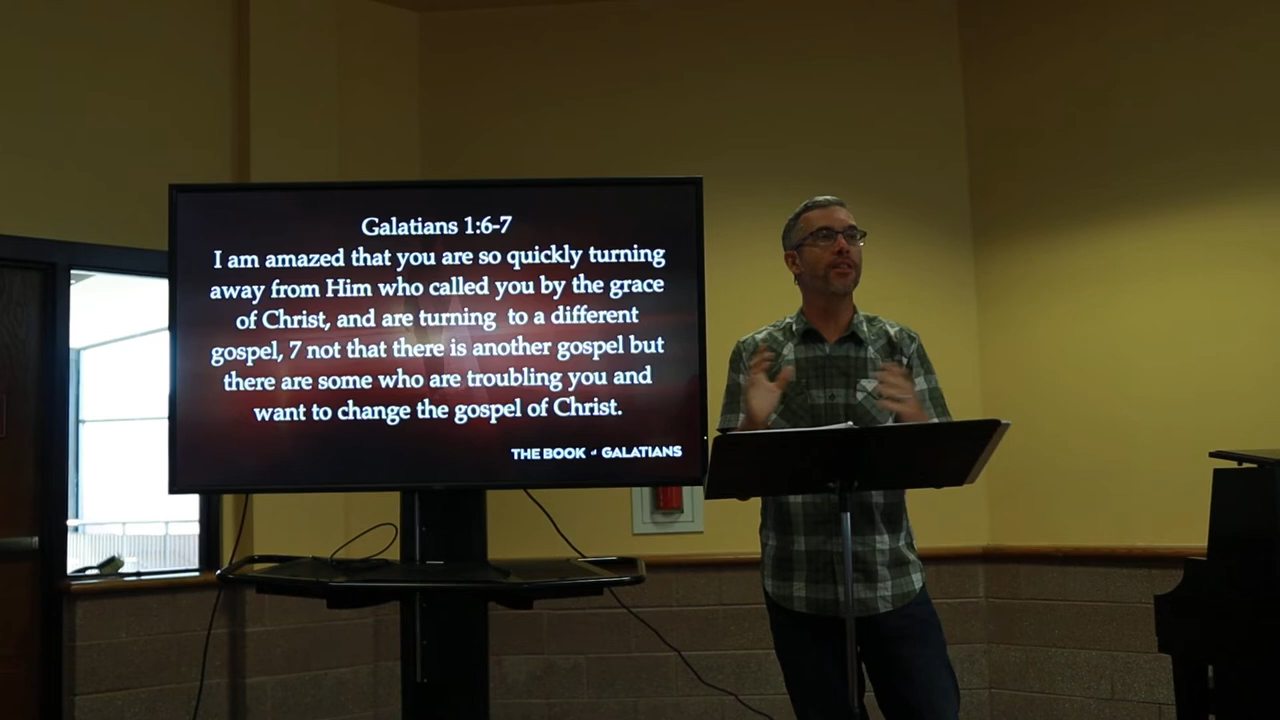 Galatians 1:6-7
I am amazed that you are so quickly turning
away from Him who called you by the grace
of Christ, and are turning to a different
gospel, 7 not that there is another gospel but
there are some who are troubling you and
want to change the gospel of Christ.
THE BOOK of GALATIANS